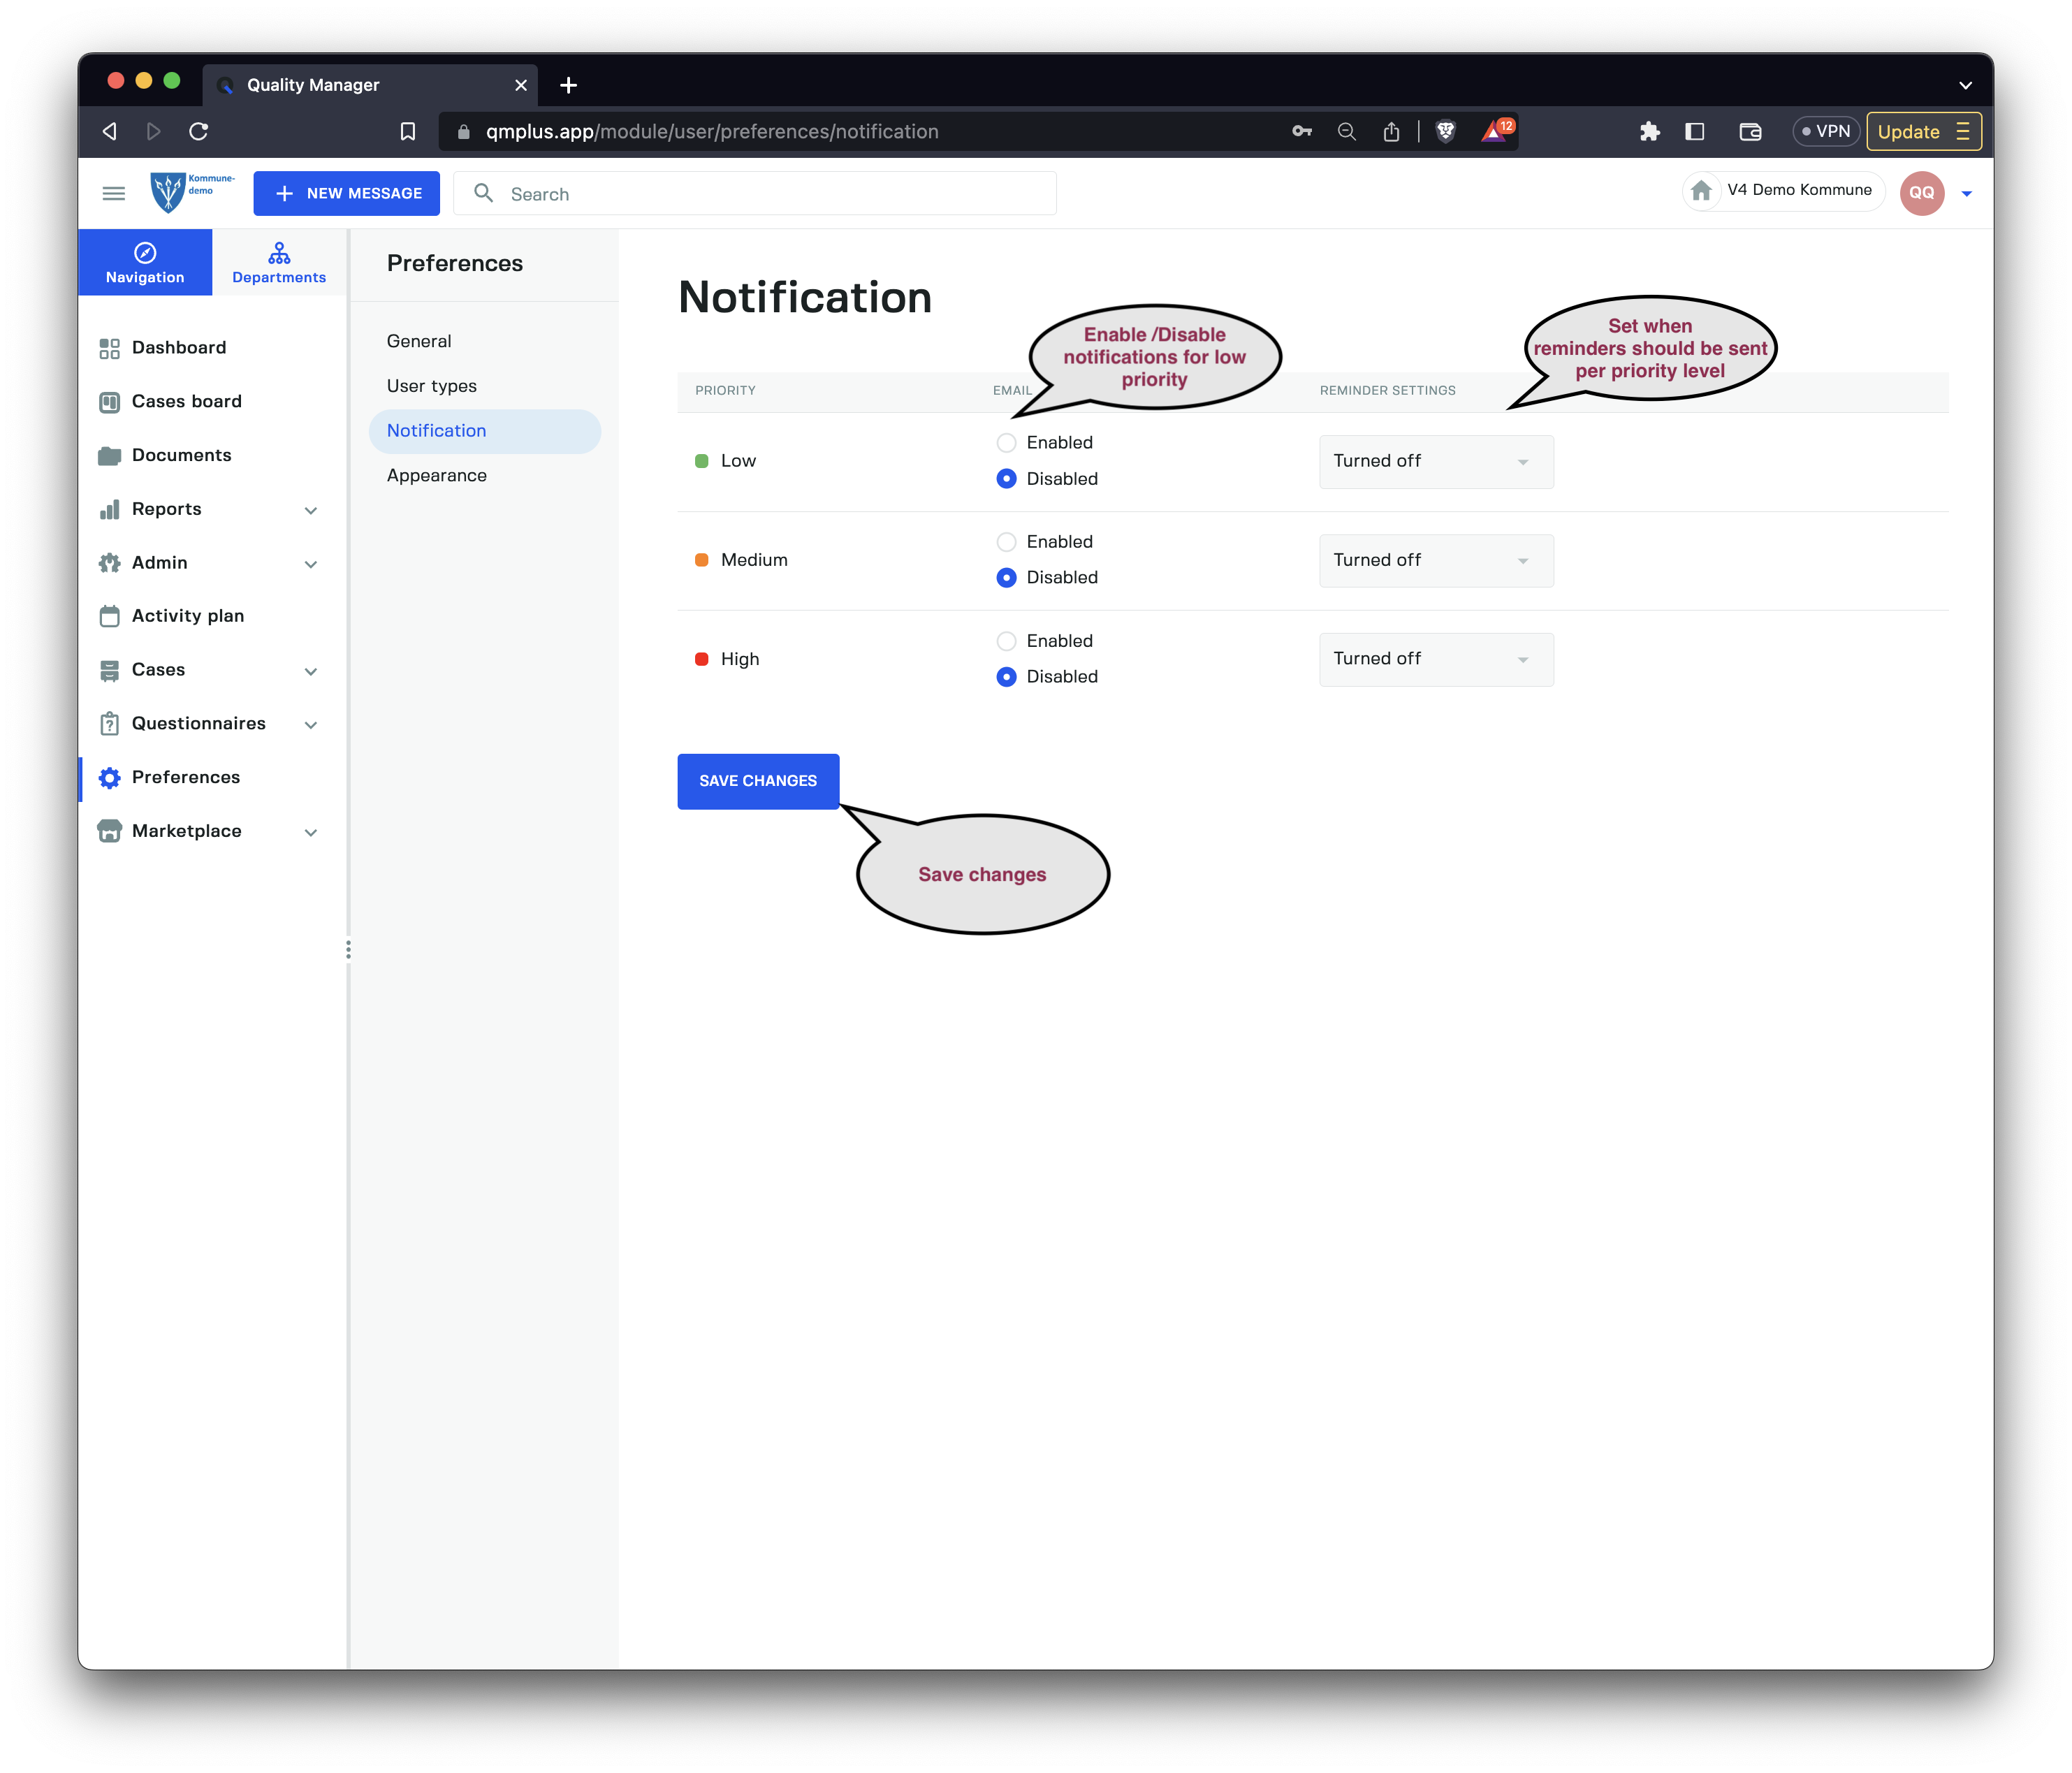 Quality Manager
qmplus.app/module/user/preferences/notification
12
VPN
Update
Kommune-
demo
NEW MESSAGE
Search
V4 Demo Kommune
QQ
Navigation
Departments
Dashboard
Cases board
Documents
Reports
Admin
Activity plan
Cases
Questionnaires
Preferences
Marketplace
Preferences
General
User types
Notification
Appearance
Notification
Enable /Disable
notifications for low
priority
Set when
reminders should be sent
per priority level
PRIORITY EMAIL REMINDER SETTINGS
Low
Enabled
Disabled
Turned off
Medium
Enabled
Disabled
Turned off
High
Enabled
Disabled
Turned off
SAVE CHANGES
Save changes